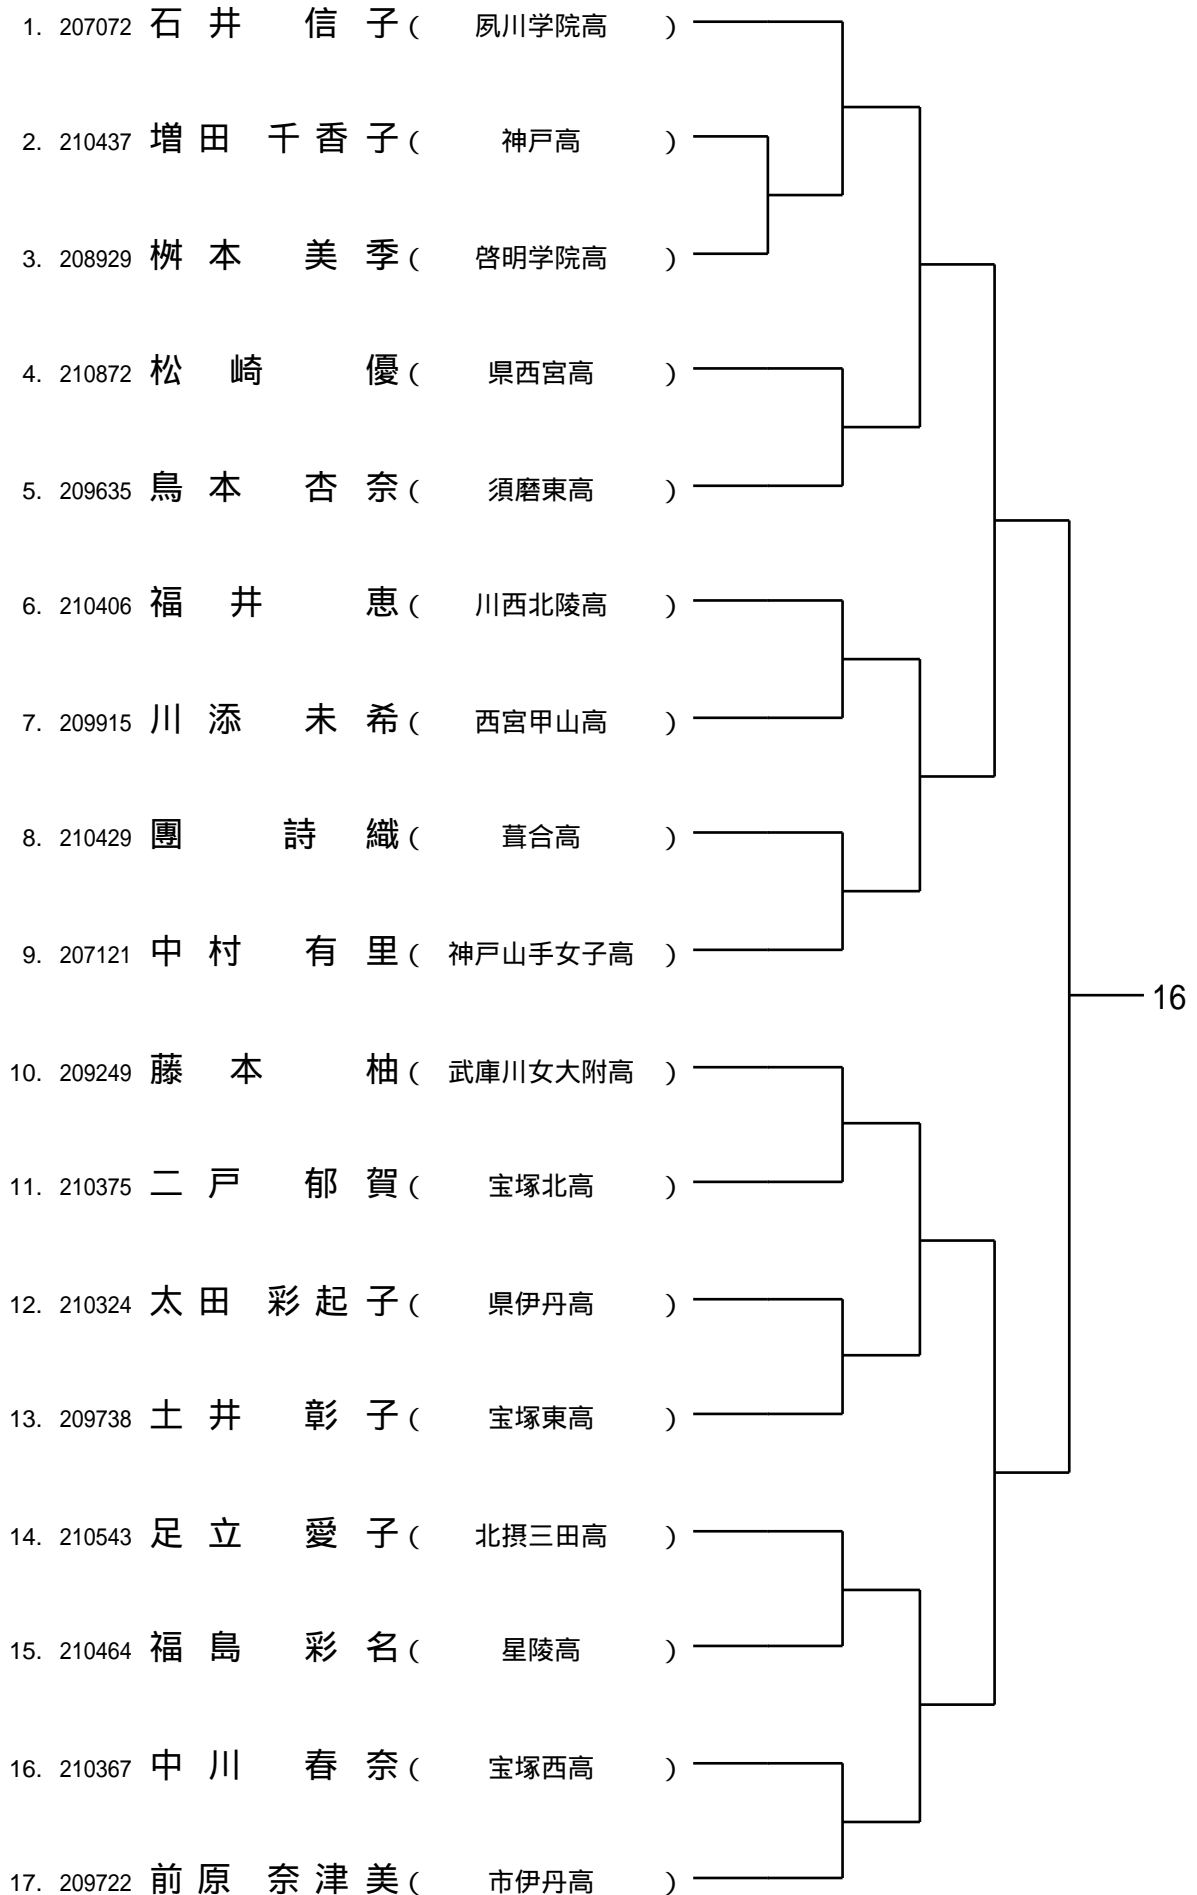 1. 207072 石井 信子 ( 夙川学院高 )
2. 210437 増田 千香子 ( 神戸高 )
3. 208929 桝本 美季 ( 啓明学院高 )
4. 210872 松崎 優 ( 県西宮高 )
5. 209635 鳥本 杏奈 ( 須磨東高 )
6. 210406 福井 恵 ( 川西北陵高 )
7. 209915 川添 未希 ( 西宮甲山高 )
8. 210429 團 詩織 ( 葺合高 )
9. 207121 中村 有里 ( 神戸山手女子高 )
16
10. 209249 藤本 柚 ( 武庫川女大附高 )
11. 210375 二戸 郁賀 ( 宝塚北高 )
12. 210324 太田 彩起子 ( 県伊丹高 )
13. 209738 土井 彰子 ( 宝塚東高 )
14. 210543 足立 愛子 ( 北摂三田高 )
15. 210464 福島 彩名 ( 星陵高 )
16. 210367 中川 春奈 ( 宝塚西高 )
17. 209722 前原 奈津美 ( 市伊丹高 )